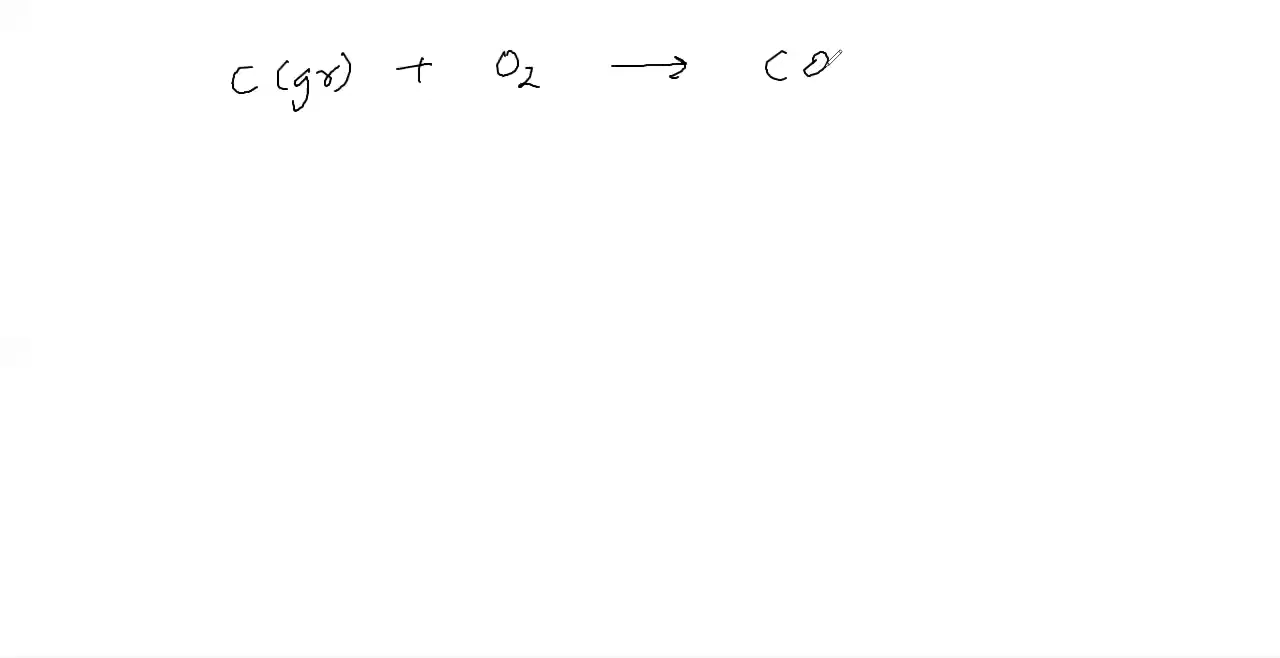 C (gr) + O₂ → CO